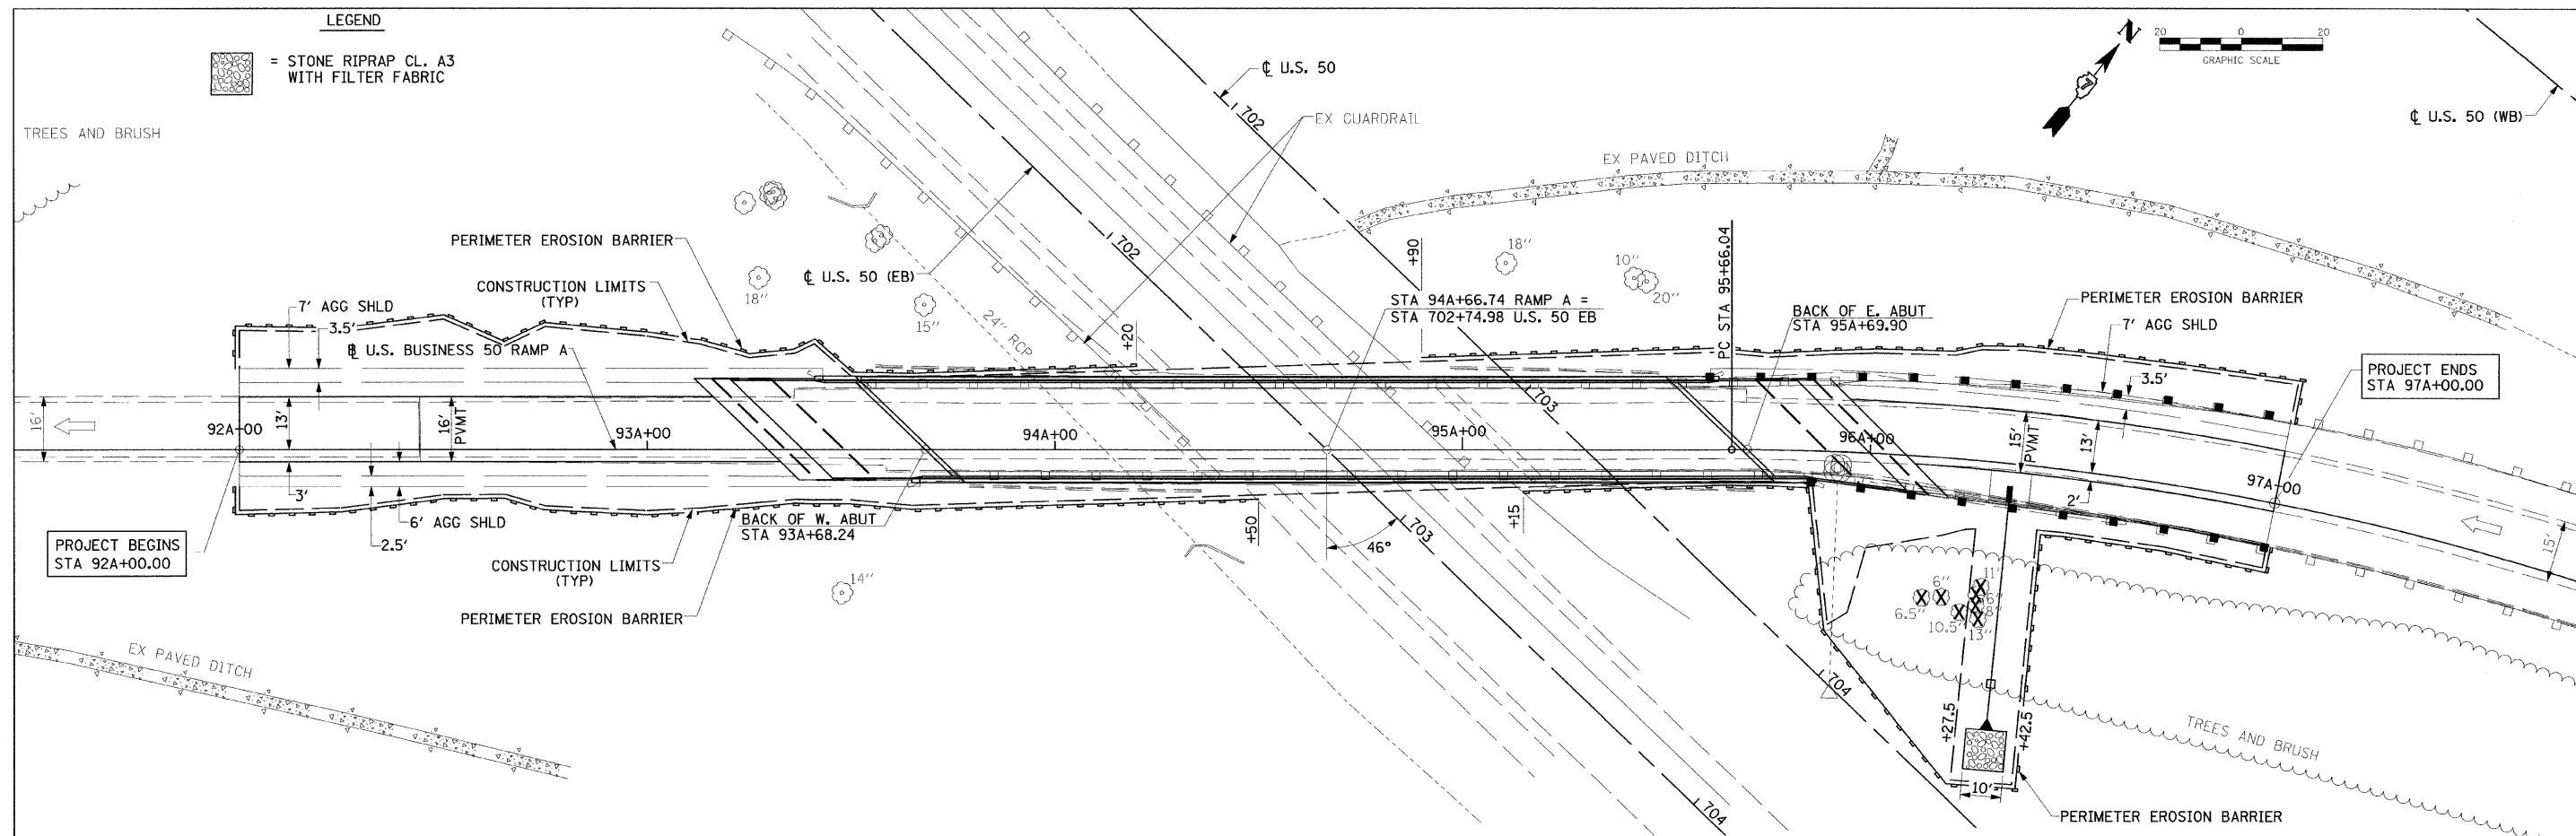 LEGEND
= STONE RIPRAP CL. A3
WITH FILTER FABRIC
TREES AND BRUSH
℄ U.S. 50
702
EX GUARDRAIL
N
7
20 0 20
GRAPHIC SCALE
℄ U.S. 50 (WB)
EX PAVED DITCH
PERIMETER EROSION BARRIER
CONSTRUCTION LIMITS
(TYP)
℄ U.S. 50 (EB)
702
18"
15"
24" RCP
+20
+90
18"
10"
20"
STA 94A+66.74 RAMP A =
STA 702+74.98 U.S. 50 EB
PC STA 95+66.04
BACK OF E. ABUT
STA 95A+69.90
PERIMETER EROSION BARRIER
7' AGG SHLD
3.5'
PROJECT ENDS
STA 97A+00.00
7' AGG SHLD
3.5'
U.S. BUSINESS 50 RAMP A
16'
92A+00
13'
16'
PVMT
93A+00
94A+00
95A+00
703
96A+00
15'
PVMT
13'
2'
97A+00
15'
3'
6' AGG SHLD
2.5'
PROJECT BEGINS
STA 92A+00.00
BACK OF W. ABUT
STA 93A+68.24
+50
46°
703
+15
CONSTRUCTION LIMITS
(TYP)
PERIMETER EROSION BARRIER
14"
6.5"
6"
11"
6"
8"
10.5"
13"
EX PAVED DITCH
704
704
+27.5
+42.5
10'
TREES AND BRUSH
PERIMETER EROSION BARRIER